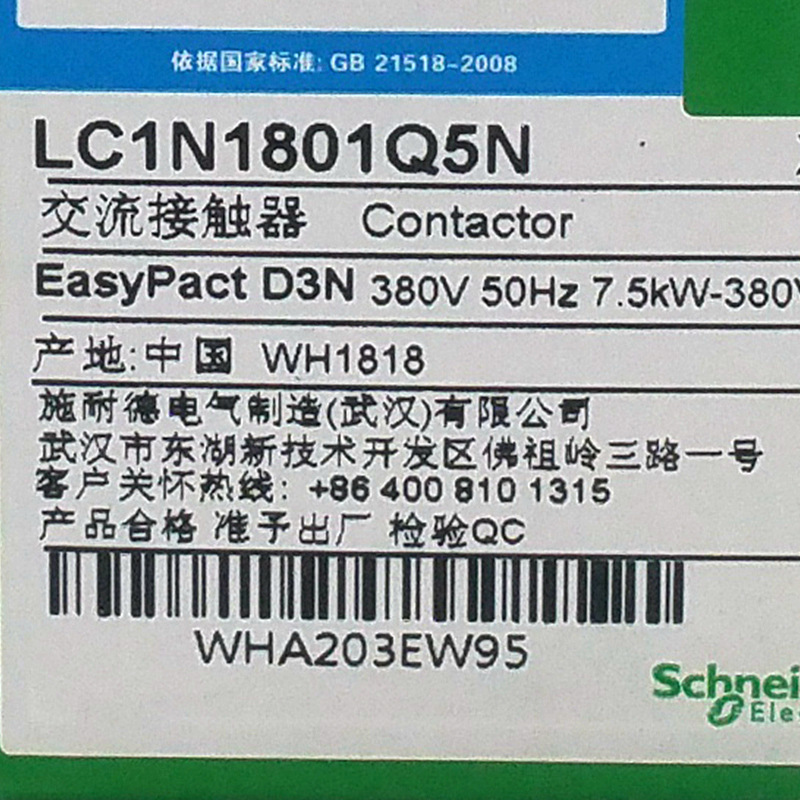 依据国家标准: GB 21518-2008
LC1N1801Q5N
交流接触器 Contactor
EasyPact D3N 380V 50Hz 7.5kW-380V
产地:中国 WH1818
施耐德电气制造(武汉)有限公司
武汉市东湖新技术开发区佛祖岭三路一号
客户关怀热线: +86 400 810 1315
产品合格 准予出厂 检验QC
WHA203EW95
Schnei
Ele